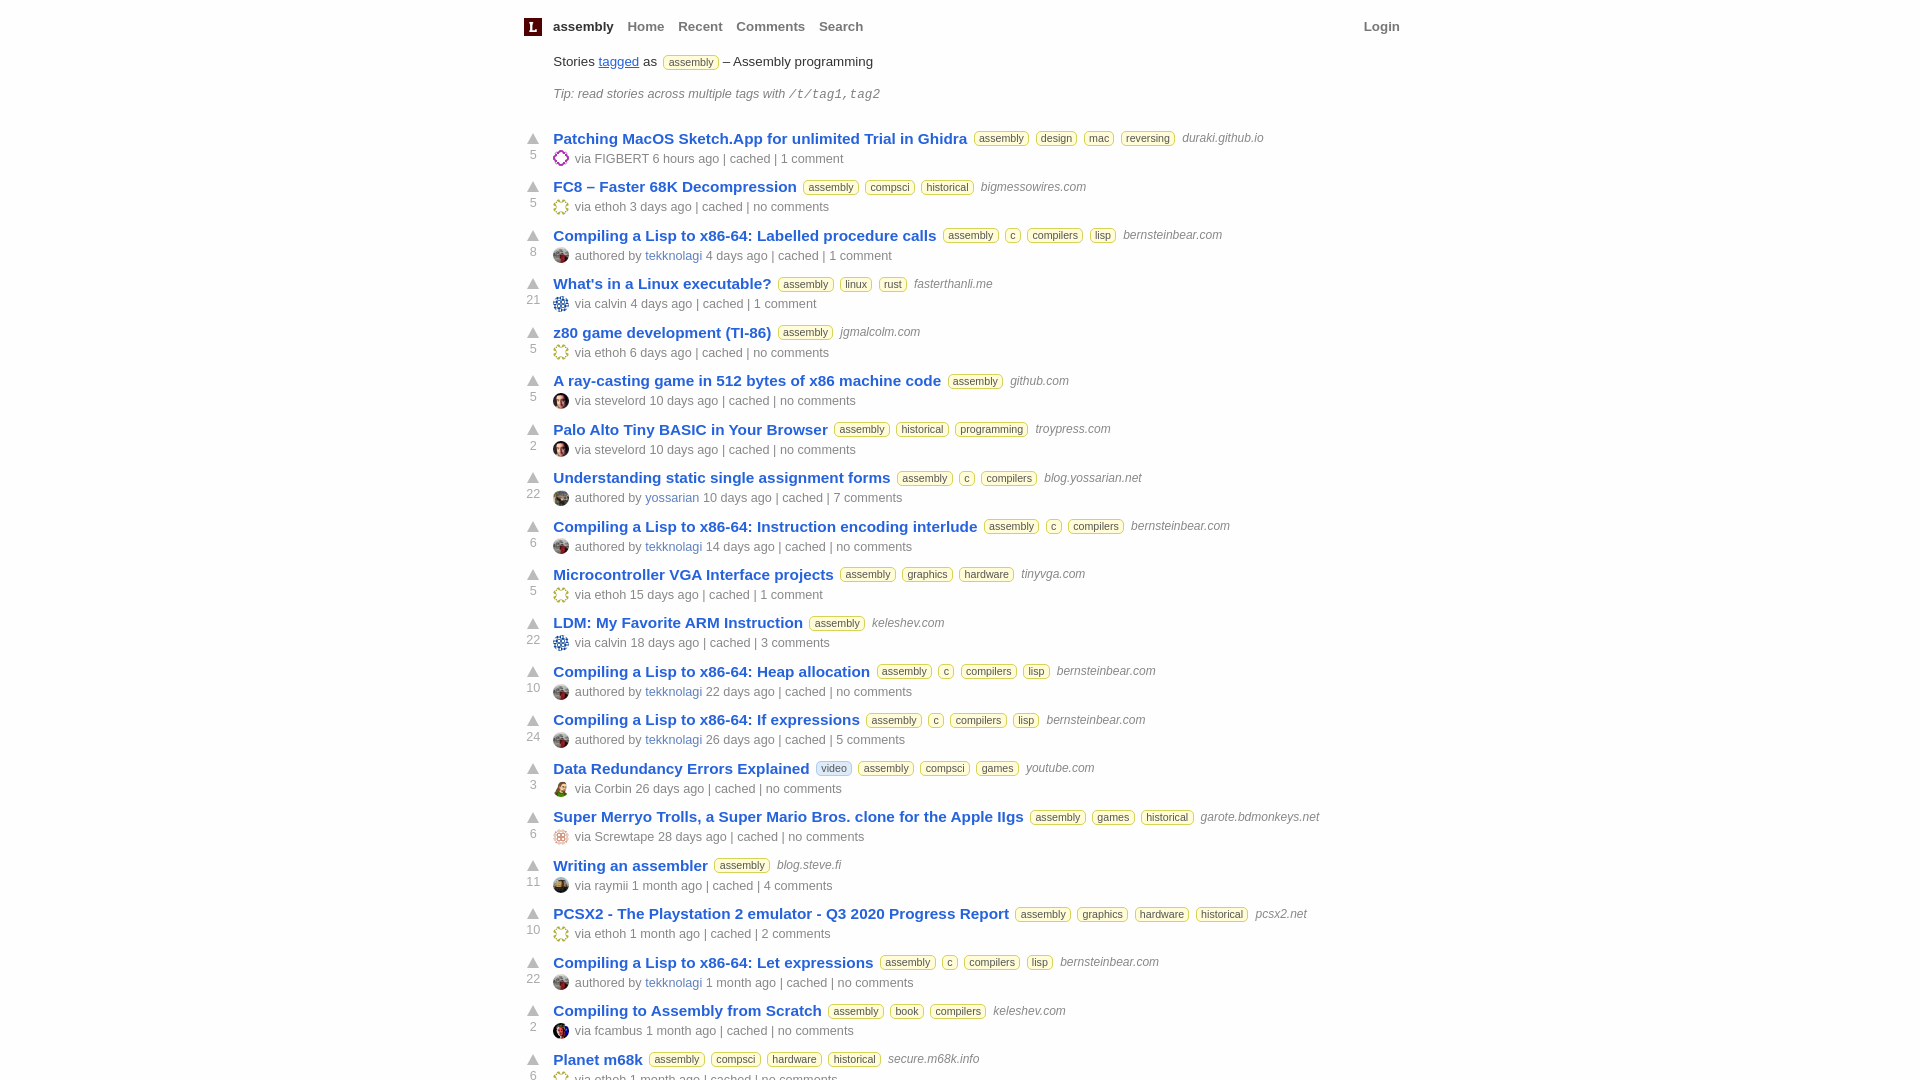 L assembly Home Recent Comments Search Login
Stories tagged as assembly – Assembly programming
Tip: read stories across multiple tags with /t/tag1,tag2
Patching MacOS Sketch.App for unlimited Trial in Ghidra assembly design mac reversing duraki.github.io
5 via FIGBERT 6 hours ago | cached | 1 comment
FC8 – Faster 68K Decompression assembly compsci historical bigmessowires.com
5 via ethoh 3 days ago | cached | no comments
Compiling a Lisp to x86-64: Labelled procedure calls assembly c compilers lisp bernsteinbear.com
8 authored by tekknolagi 4 days ago | cached | 1 comment
What's in a Linux executable? assembly linux rust fasterthanli.me
21 via calvin 4 days ago | cached | 1 comment
z80 game development (TI-86) assembly jgmalcolm.com
5 via ethoh 6 days ago | cached | no comments
A ray-casting game in 512 bytes of x86 machine code assembly github.com
5 via stevelord 10 days ago | cached | no comments
Palo Alto Tiny BASIC in Your Browser assembly historical programming troypress.com
2 via stevelord 10 days ago | cached | no comments
Understanding static single assignment forms assembly c compilers blog.yossarian.net
22 authored by yossarian 10 days ago | cached | 7 comments
Compiling a Lisp to x86-64: Instruction encoding interlude assembly c compilers bernsteinbear.com
6 authored by tekknolagi 14 days ago | cached | no comments
Microcontroller VGA Interface projects assembly graphics hardware tinyvga.com
5 via ethoh 15 days ago | cached | 1 comment
LDM: My Favorite ARM Instruction assembly keleshev.com
22 via calvin 18 days ago | cached | 3 comments
Compiling a Lisp to x86-64: Heap allocation assembly c compilers lisp bernsteinbear.com
10 authored by tekknolagi 22 days ago | cached | no comments
Compiling a Lisp to x86-64: If expressions assembly c compilers lisp bernsteinbear.com
24 authored by tekknolagi 26 days ago | cached | 5 comments
Data Redundancy Errors Explained video assembly compsci games youtube.com
3 via Corbin 26 days ago | cached | no comments
Super Merryo Trolls, a Super Mario Bros. clone for the Apple IIgs assembly games historical garote.bdmonkeys.net
6 via Screwtape 28 days ago | cached | no comments
Writing an assembler assembly blog.steve.fi
11 via raymii 1 month ago | cached | 4 comments
PCSX2 - The Playstation 2 emulator - Q3 2020 Progress Report assembly graphics hardware historical pcsx2.net
10 via ethoh 1 month ago | cached | 2 comments
Compiling a Lisp to x86-64: Let expressions assembly c compilers lisp bernsteinbear.com
22 authored by tekknolagi 1 month ago | cached | no comments
Compiling to Assembly from Scratch assembly book compilers keleshev.com
2 via fcambus 1 month ago | cached | no comments
Planet m68k assembly compsci hardware historical secure.m68k.info
6 via ethoh 1 month ago | cached | no comments